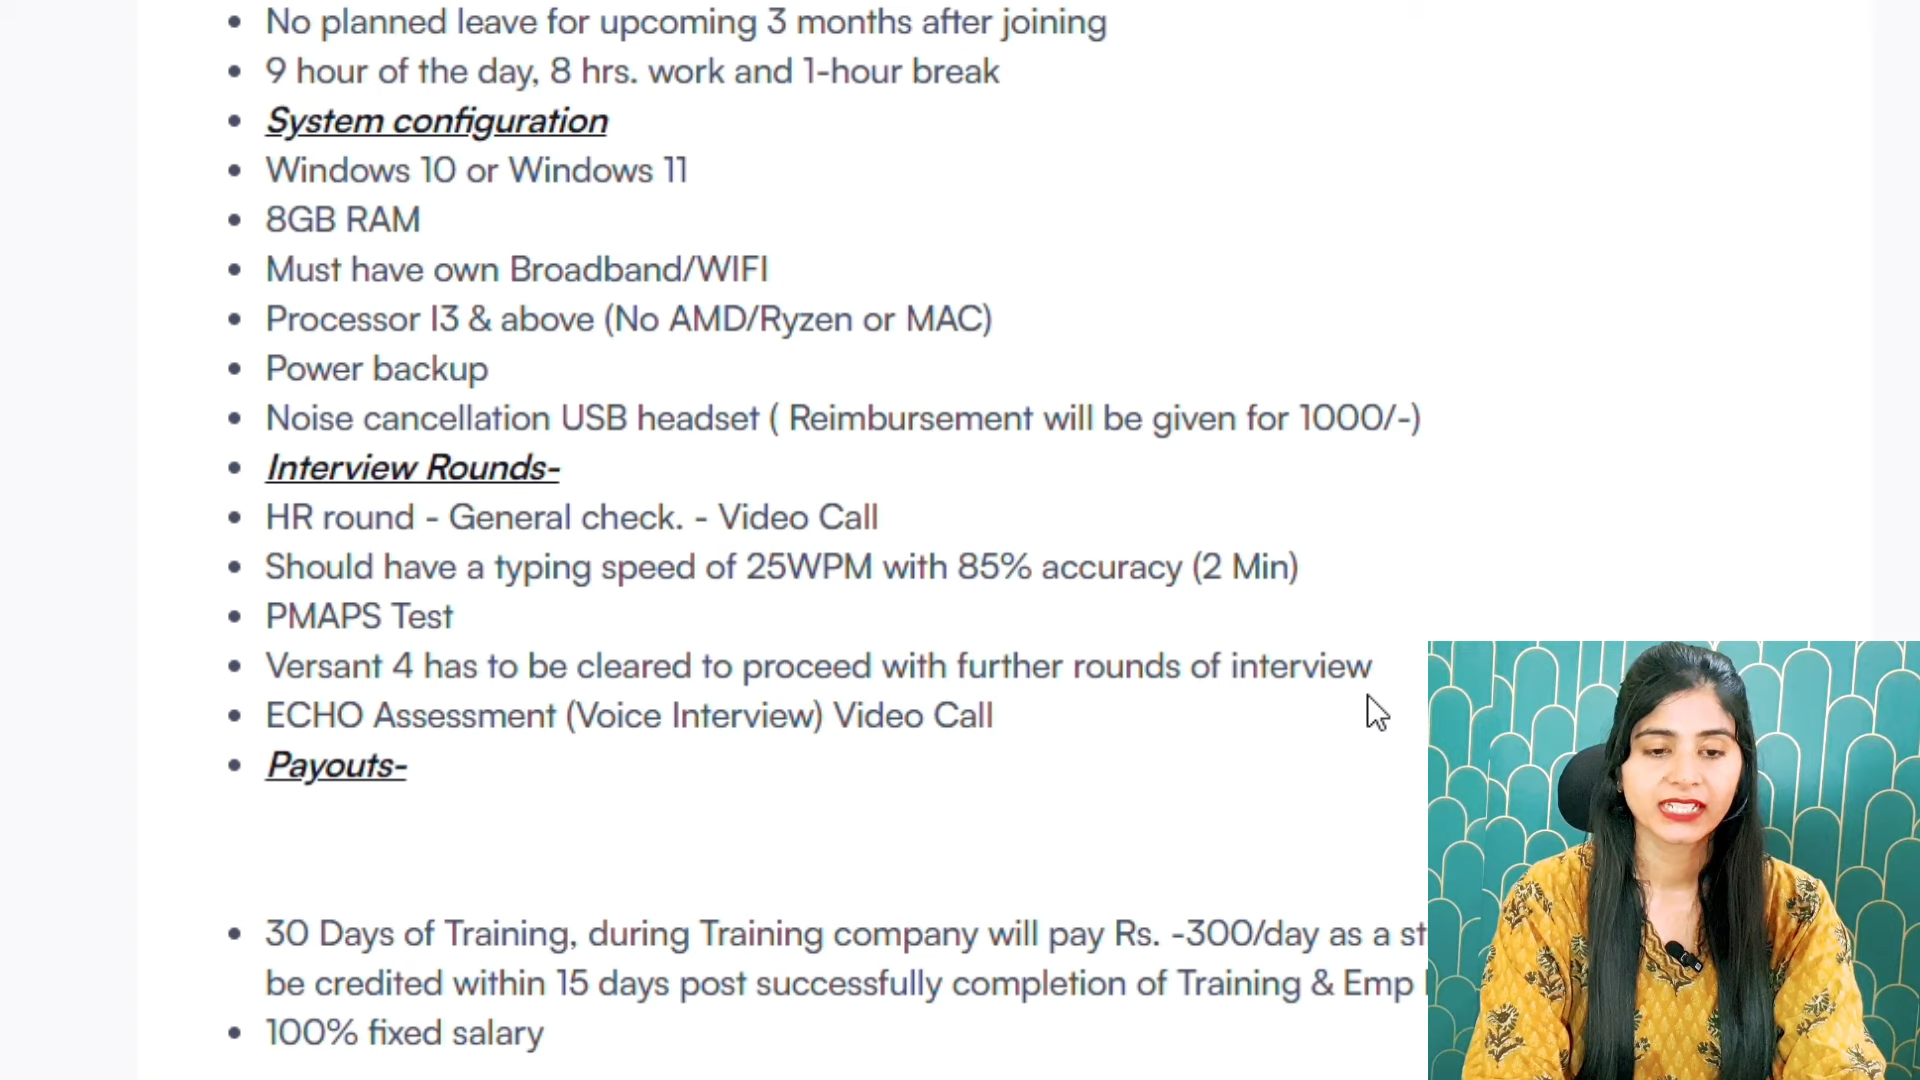 No planned leave for upcoming 3 months after joining
9 hour of the day, 8 hrs. work and 1-hour break
System configuration
Windows 10 or Windows 11
8GB RAM
Must have own Broadband/WIFI
Processor I3 & above (No AMD/Ryzen or MAC)
Power backup
Noise cancellation USB headset ( Reimbursement will be given for 1000/-)
Interview Rounds-
HR round - General check. - Video Call
Should have a typing speed of 25WPM with 85% accuracy (2 Min)
PMAPS Test
Versant 4 has to be cleared to proceed with further rounds of interview
ECHO Assessment (Voice Interview) Video Call
Payouts-
30 Days of Training, during Training company will pay Rs. -300/day as a
be credited within 15 days post successfully completion of Training & Emp
100% fixed salary